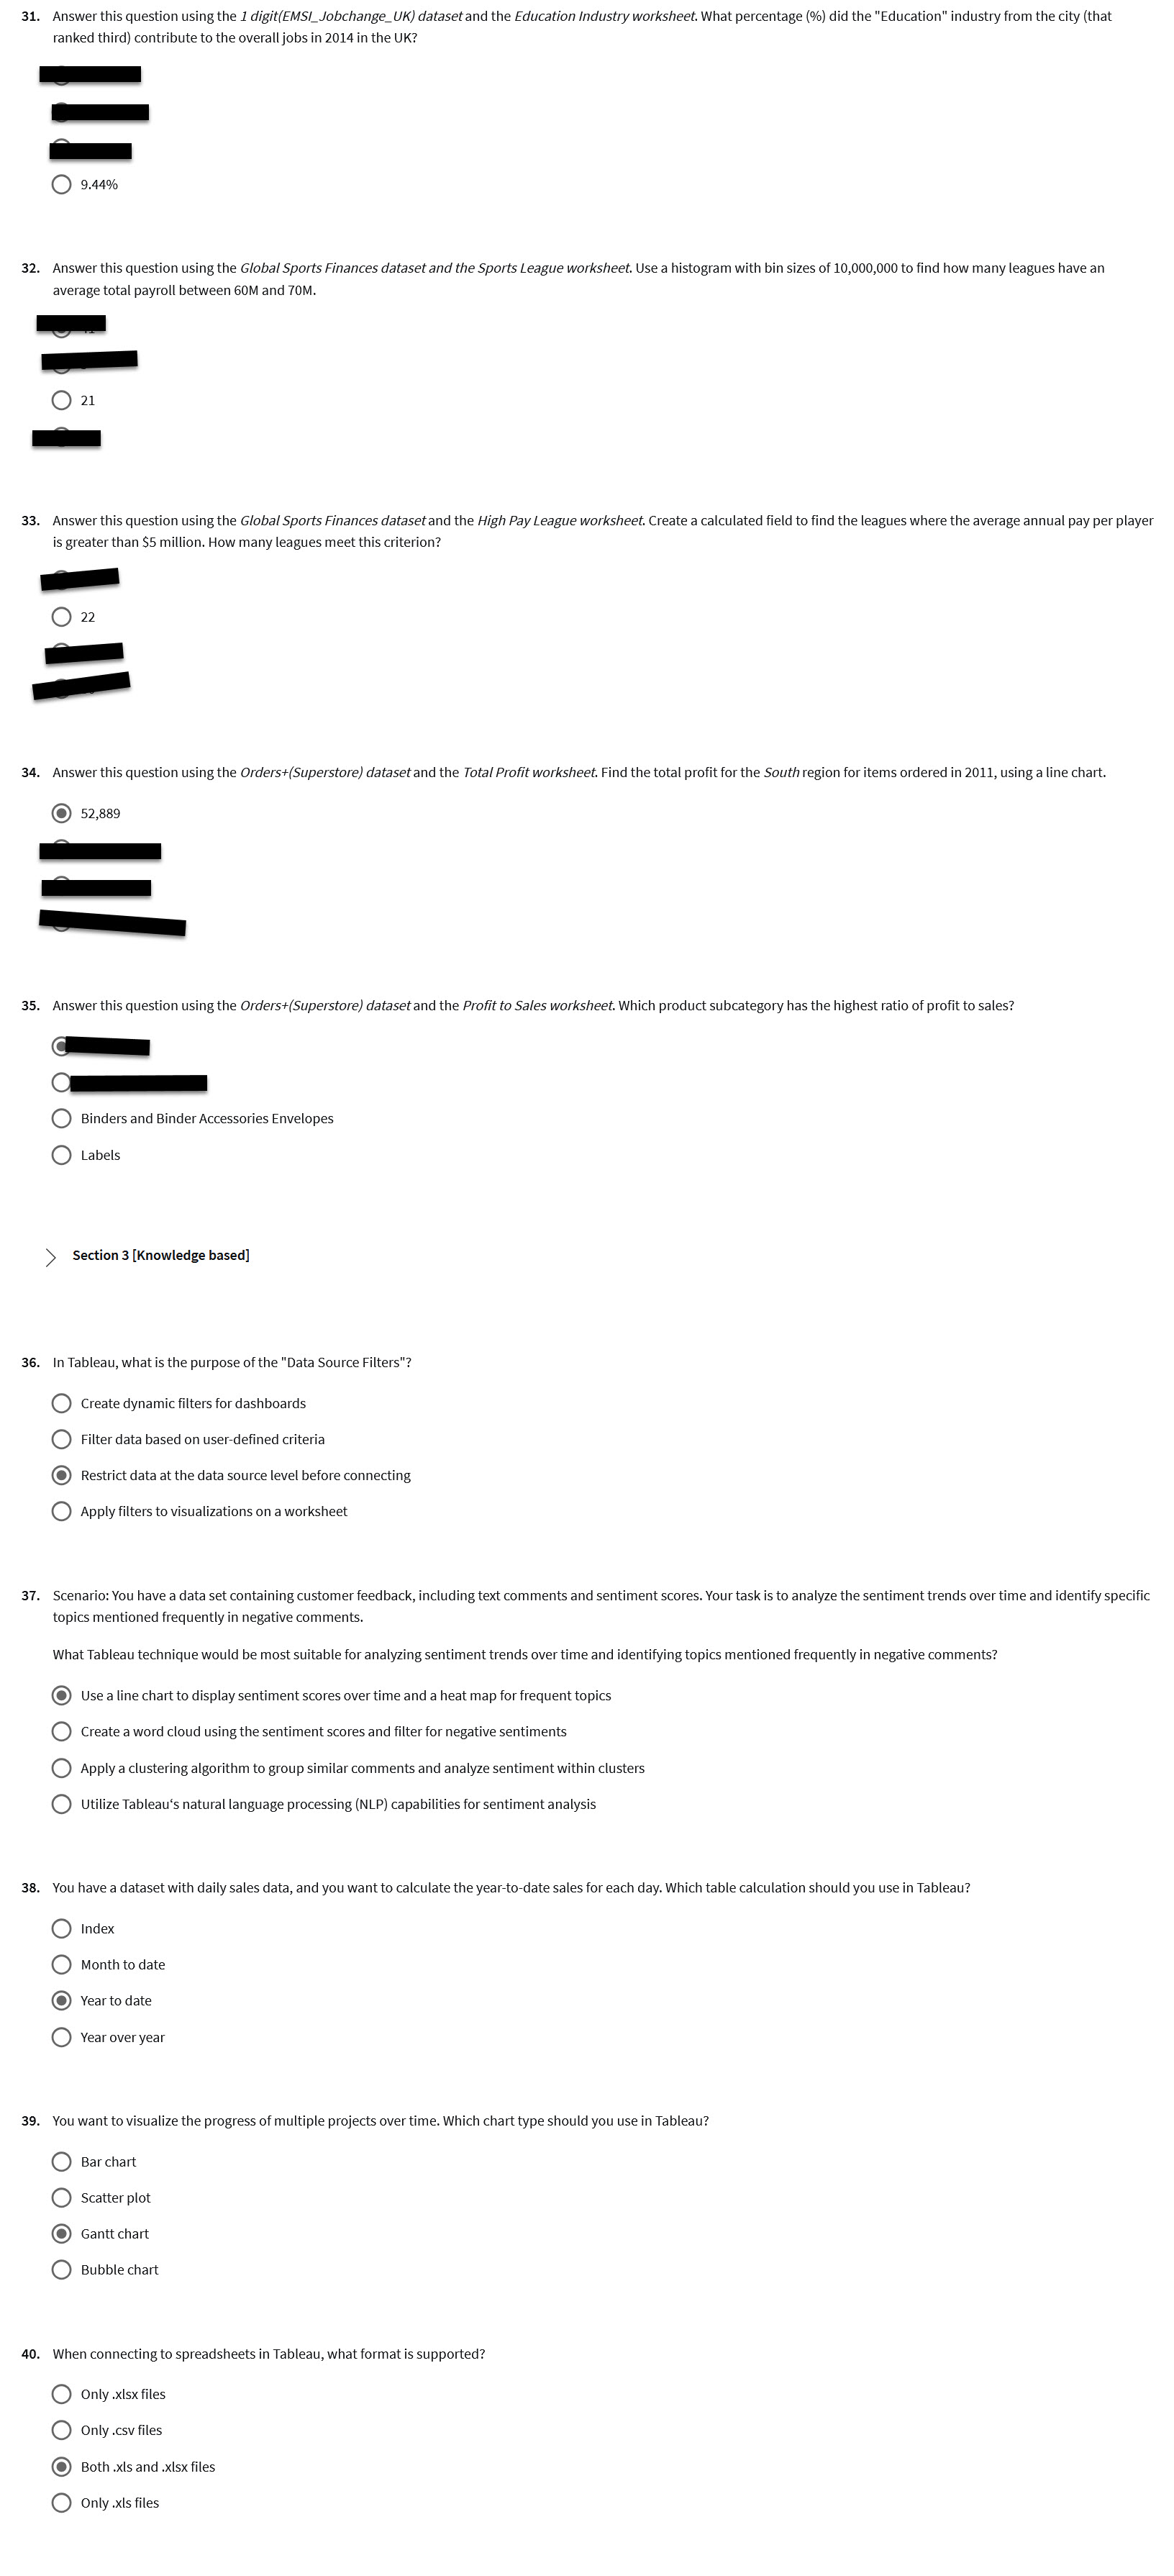 31. Answer this question using the 1 digit(EMSI_Jobchange_UK) dataset and the Education Industry worksheet. What percentage (%) did the "Education" industry from the city (that
ranked third) contribute to the overall jobs in 2014 in the UK?
9.44%
32. Answer this question using the Global Sports Finances dataset and the Sports League worksheet. Use a histogram with bin sizes of 10,000,000 to find how many leagues have an
average total payroll between 60M and 70M.
21
33. Answer this question using the Global Sports Finances dataset and the High Pay League worksheet. Create a calculated field to find the leagues where the average annual pay per player
is greater than $5 million. How many leagues meet this criterion?
22
34. Answer this question using the Orders+(Superstore) dataset and the Total Profit worksheet. Find the total profit for the South region for items ordered in 2011, using a line chart.
52,889
35. Answer this question using the Orders+(Superstore) dataset and the Profit to Sales worksheet. Which product subcategory has the highest ratio of profit to sales?
Binders and Binder Accessories Envelopes
Labels
Section 3 [Knowledge based]
36. In Tableau, what is the purpose of the "Data Source Filters"?
Create dynamic filters for dashboards
Filter data based on user-defined criteria
Restrict data at the data source level before connecting
Apply filters to visualizations on a worksheet
37. Scenario: You have a data set containing customer feedback, including text comments and sentiment scores. Your task is to analyze the sentiment trends over time and identify specific
topics mentioned frequently in negative comments.
What Tableau technique would be most suitable for analyzing sentiment trends over time and identifying topics mentioned frequently in negative comments?
Use a line chart to display sentiment scores over time and a heat map for frequent topics
Create a word cloud using the sentiment scores and filter for negative sentiments
Apply a clustering algorithm to group similar comments and analyze sentiment within clusters
Utilize Tableau‘s natural language processing (NLP) capabilities for sentiment analysis
38. You have a dataset with daily sales data, and you want to calculate the year-to-date sales for each day. Which table calculation should you use in Tableau?
Index
Month to date
Year to date
Year over year
39. You want to visualize the progress of multiple projects over time. Which chart type should you use in Tableau?
Bar chart
Scatter plot
Gantt chart
Bubble chart
40. When connecting to spreadsheets in Tableau, what format is supported?
Only .xlsx files
Only .csv files
Both .xls and .xlsx files
Only .xls files